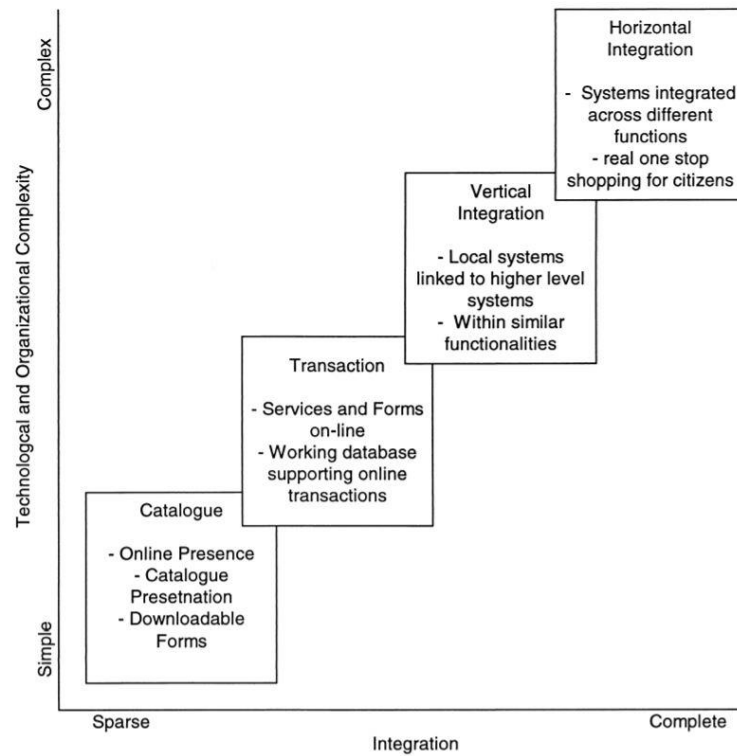 Horizontal
Integration
- Systems integrated
across different
functions
- real one stop
shopping for citizens
Vertical
Integration
- Local systems
linked to higher level
systems
- Within similar
functionalities
Transaction
- Services and Forms
on-line
- Working database
supporting online
transactions
Catalogue
- Online Presence
- Catalogue
Presetnation
- Downloadable
Forms
Technologcal and Organizational Complexity
Complex
Simple
Sparse
Complete
Integration